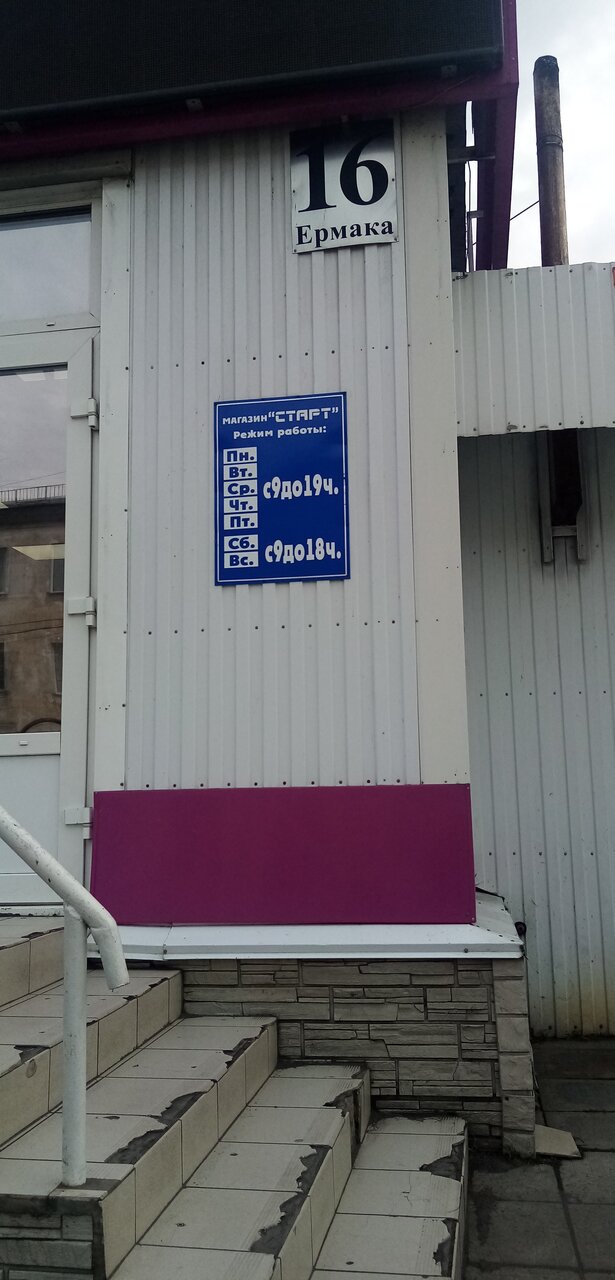 16
Ермака
магазин "СТАРТ"
Режим работы:
Пн.
Вт.
Ср. с9до19ч.
Чт.
Пт.
Сб.
с9до18ч.
Вс.